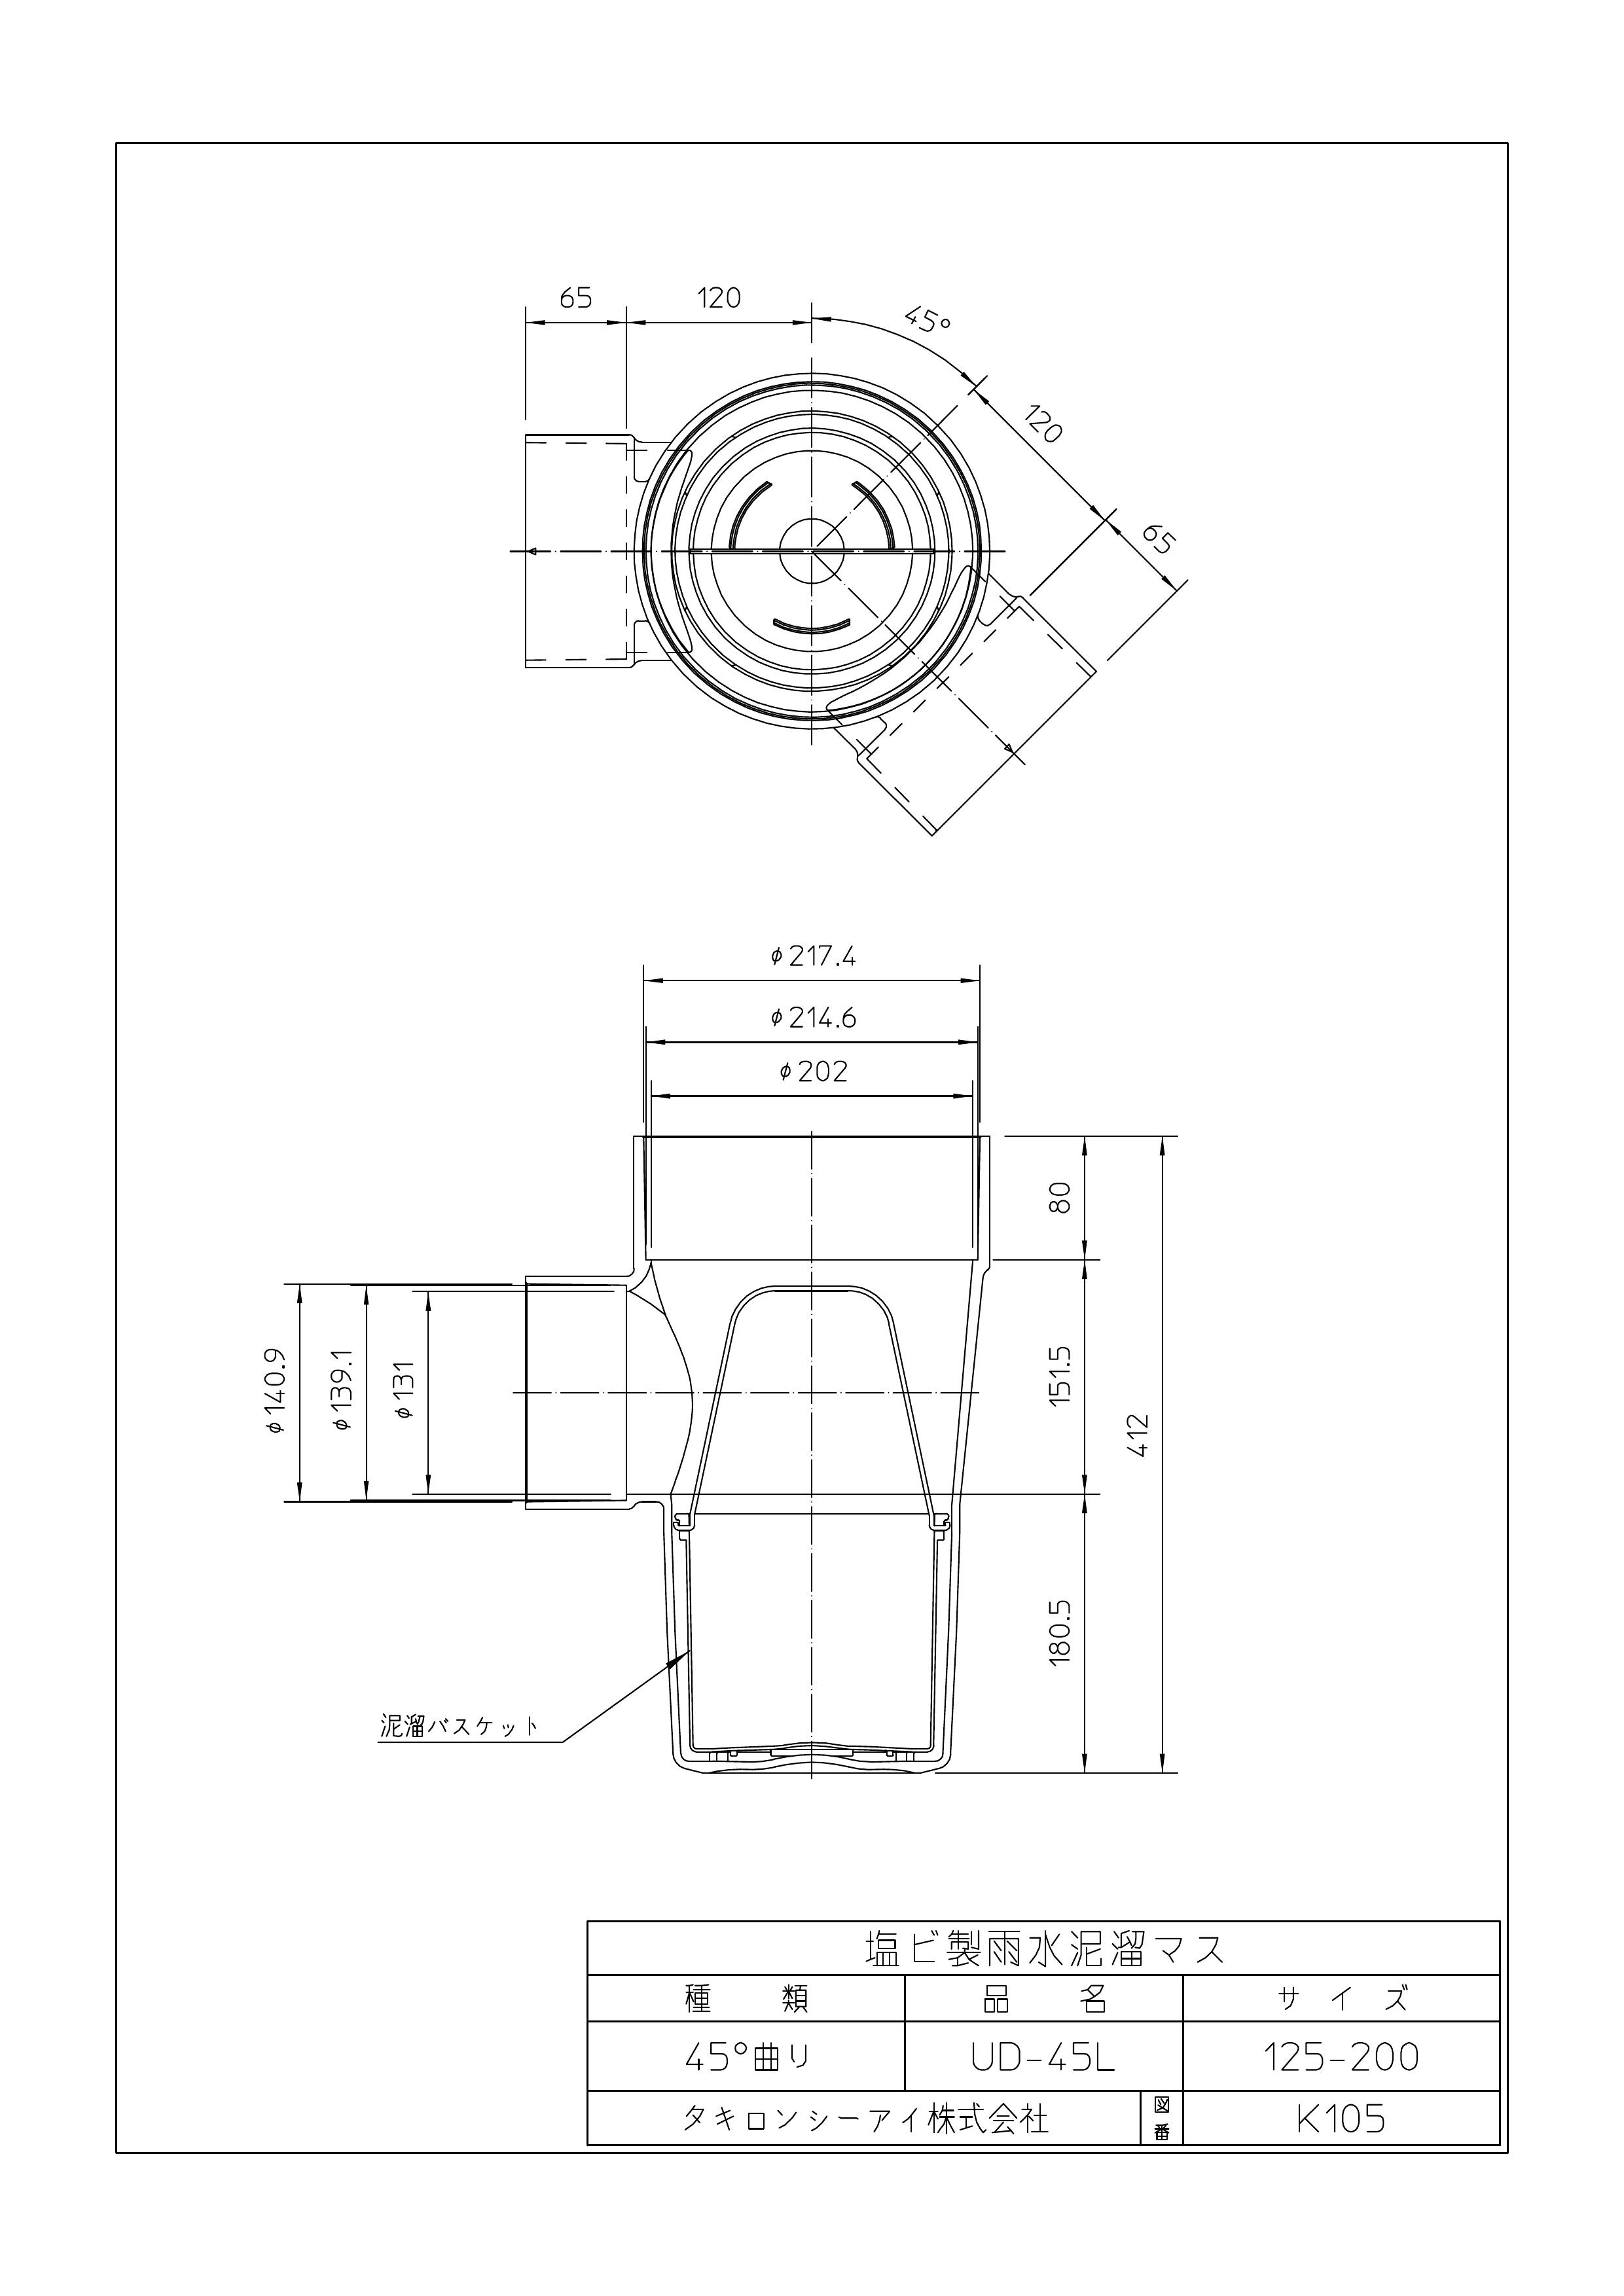 65
120
45°
120
65
φ217.4
φ214.6
φ202
80
151.5
412
180.5
φ140.9
φ139.1
φ131
泥溜バスケット
塩ビ製雨水泥溜マス
種 類 品 名 サ イ ズ
45°曲り UD-45L 125-200
タキロンシーアイ株式会社 図番 K105